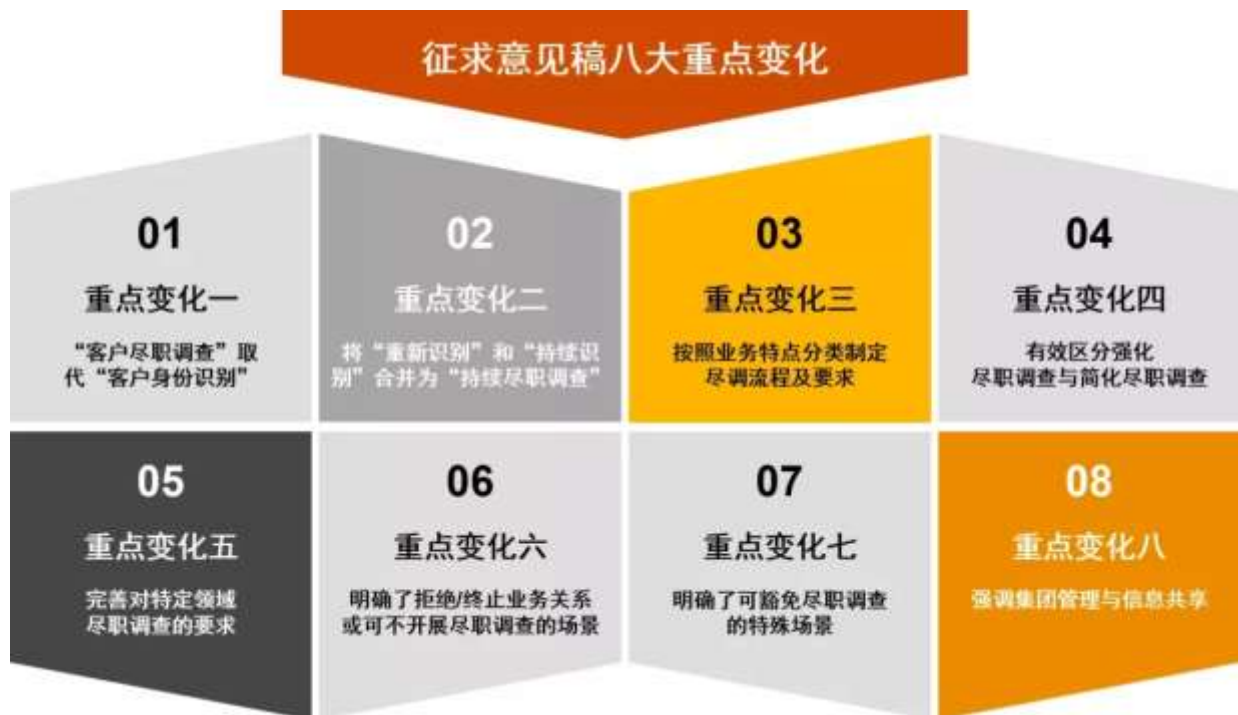 征求意见稿八大重点变化
01
重点变化一
“客户尽职调查”取
代“客户身份识别”
02
重点变化二
将“重新识别”和“持续识
别”合并为“持续尽职调查”
03
重点变化三
按照业务特点分类制定
尽调流程及要求
04
重点变化四
有效区分强化
尽职调查与简化尽职调查
05
重点变化五
完善对特定领域
尽职调查的要求
06
重点变化六
明确了拒绝/终止业务关系
或可不开展尽职调查的场景
07
重点变化七
明确了可豁免尽职调查
的特殊场景
08
重点变化八
强调集团管理与信息共享